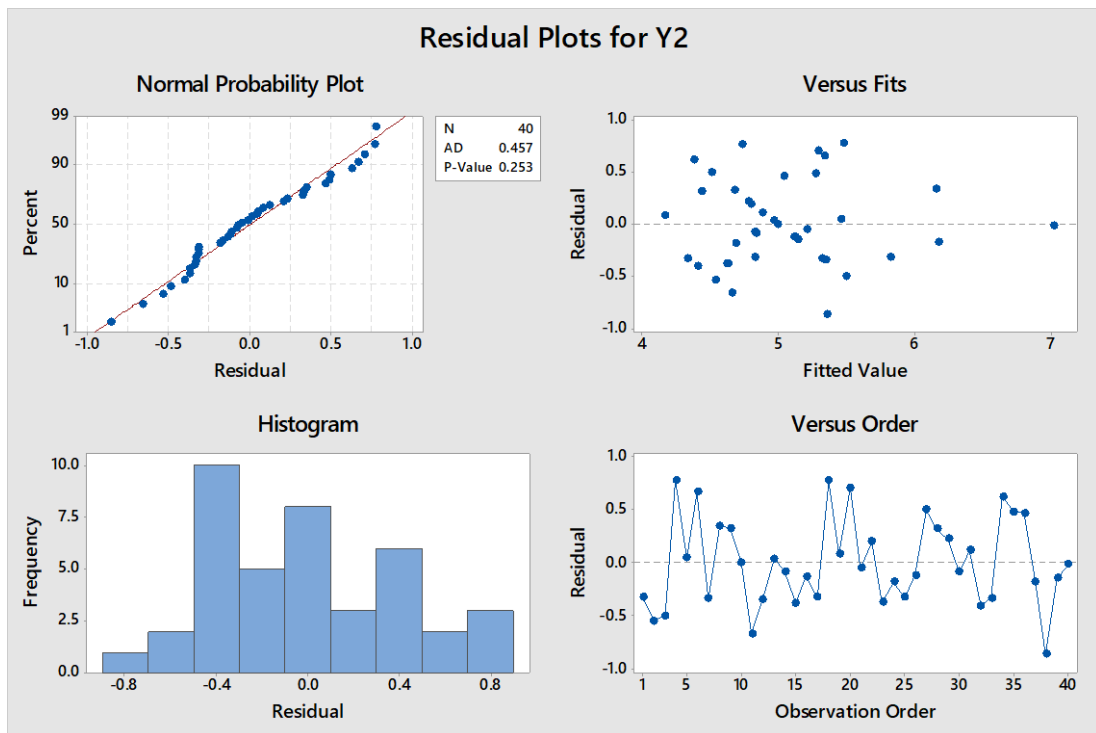 Residual Plots for Y2
Normal Probability Plot
99
90
50
10
1
Percent
-1.0 -0.5 0.0 0.5 1.0
Residual
N 40
AD 0.457
P-Value 0.253
Versus Fits
1.0
0.5
0.0
-0.5
-1.0
Residual
4 5 6 7
Fitted Value
Histogram
10.0
7.5
5.0
2.5
0.0
Frequency
-0.8 -0.4 0.0 0.4 0.8
Residual
Versus Order
1.0
0.5
0.0
-0.5
-1.0
Residual
1 5 10 15 20 25 30 35 40
Observation Order